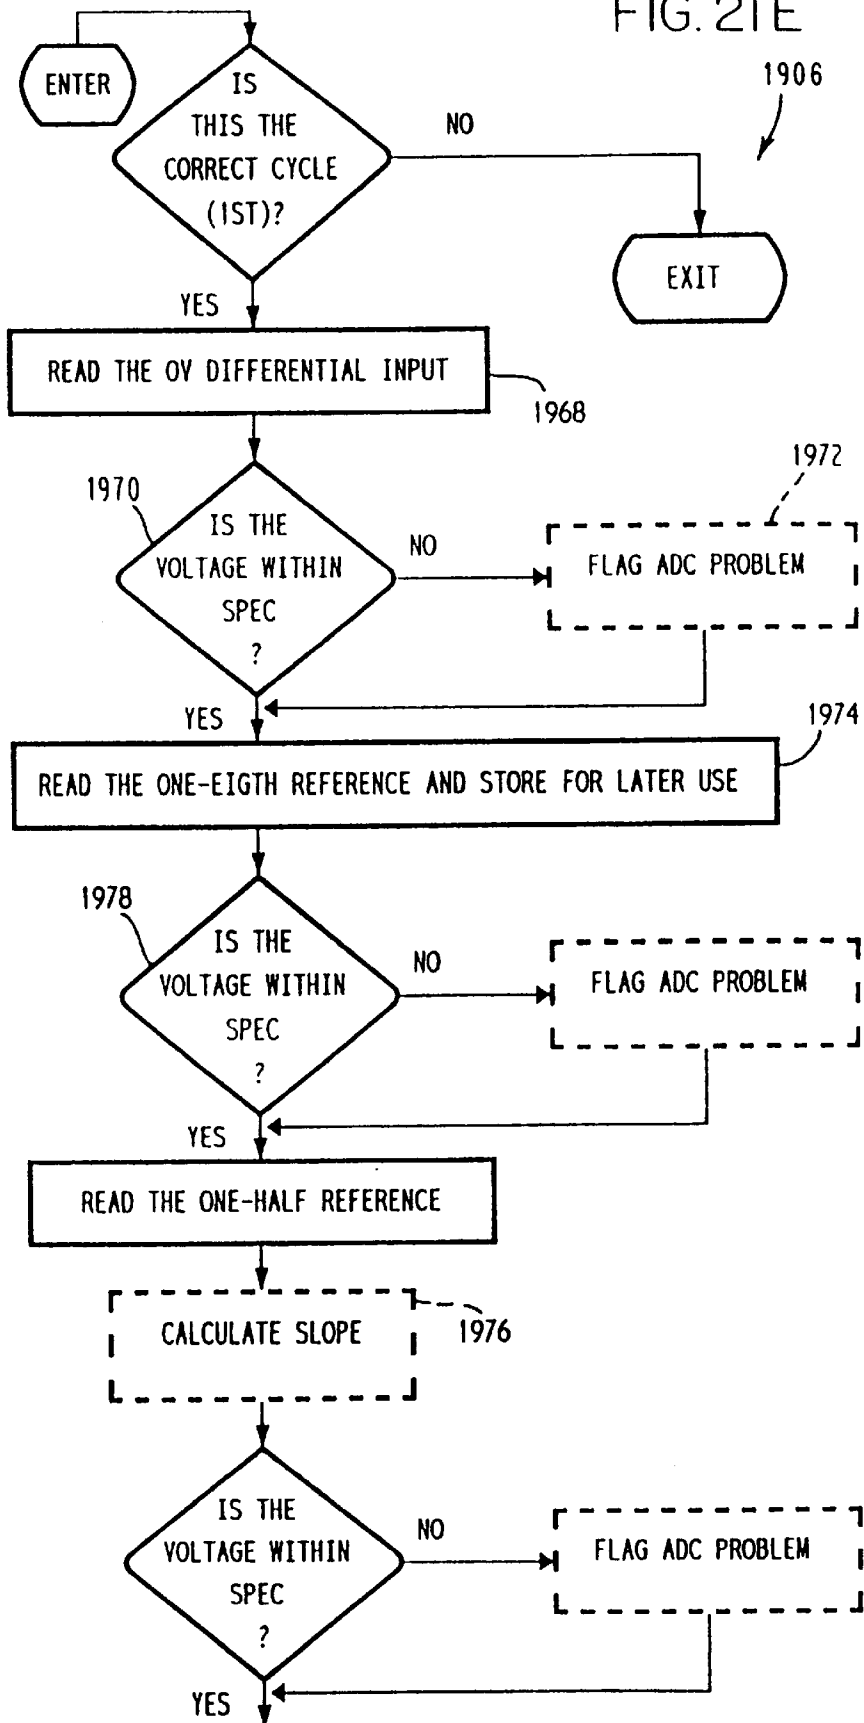 FIG. 21E
1906
ENTER
IS
THIS THE
CORRECT CYCLE
(1ST)?
NO
EXIT
YES
READ THE OV DIFFERENTIAL INPUT
1968
1970
IS THE
VOLTAGE WITHIN
SPEC
?
NO
1972
FLAG ADC PROBLEM
YES
1974
READ THE ONE-EIGTH REFERENCE AND STORE FOR LATER USE
1978
IS THE
VOLTAGE WITHIN
SPEC
?
NO
FLAG ADC PROBLEM
YES
READ THE ONE-HALF REFERENCE
CALCULATE SLOPE
1976
IS THE
VOLTAGE WITHIN
SPEC
?
NO
FLAG ADC PROBLEM
YES